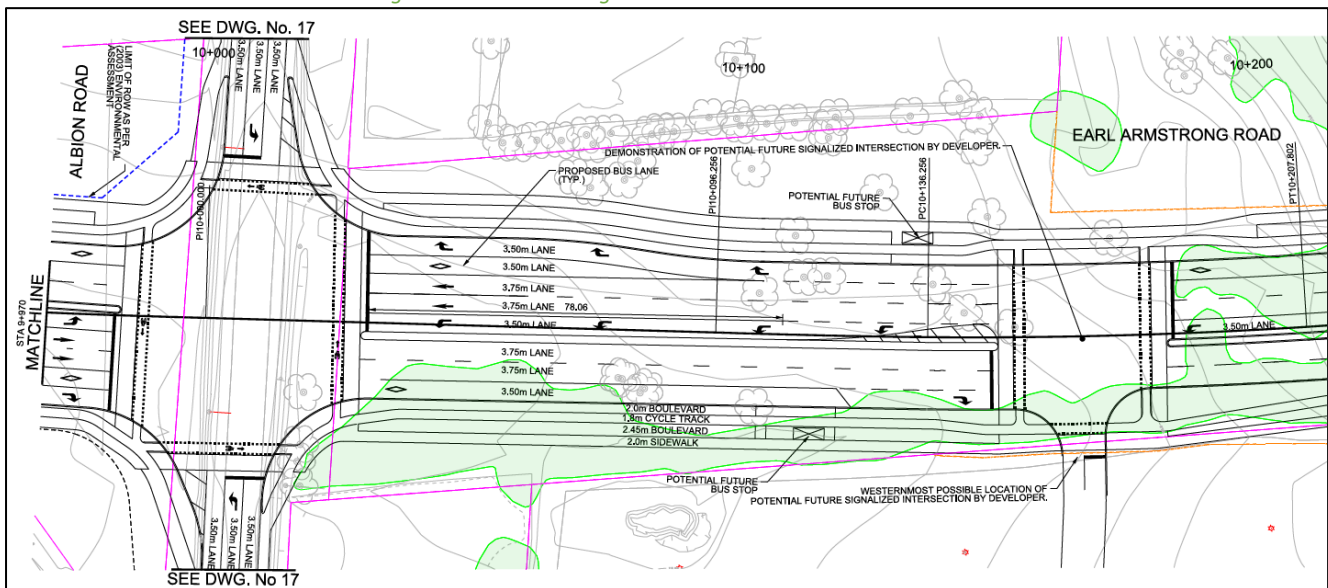 SEE DWG. No. 17
10+000
3.50m LANE
3.50m LANE
3.50m LANE
10+100
10+200
ALBION ROAD
LIMIT OF ROW AS PER
(2003) ENVIRONNMENTAL
ASSESSMENT
EARL ARMSTRONG ROAD
DEMONSTRATION OF POTENTIAL FUTURE SIGNALIZED INTERSECTION BY DEVELOPER.
PROPOSED BUS LANE
(TYP.)
POTENTIAL FUTURE
BUS STOP
PI10+000.000
PI10+096.256
PC10+136.256
PT10+207.802
3.50m LANE
3.50m LANE
3.75m LANE
3.75m LANE 78.06
3.50m LANE
3.50m LANE
STA 9+970
MATCHLINE
3.75m LANE
3.75m LANE
3.50m LANE
2.0m BOULEVARD
1.8m CYCLE TRACK
2.45m BOULEVARD
2.0m SIDEWALK
POTENTIAL FUTURE
BUS STOP
WESTERNMOST POSSIBLE LOCATION OF
POTENTIAL FUTURE SIGNALIZED INTERSECTION BY DEVELOPER.
3.50m LANE
3.50m LANE
3.50m LANE
SEE DWG. No 17